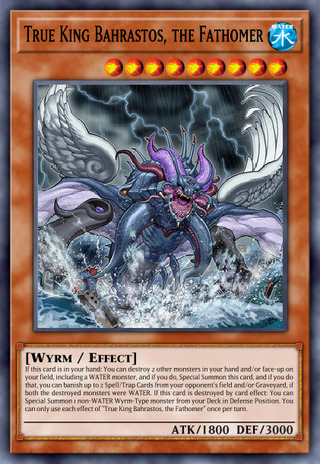 True King Bahrastos, the Fathomer
WATER
水
[Wyrm / Effect]
If this card is in your hand: You can destroy 2 other monsters in your hand and/or face-up on
your field, including a WATER monster, and if you do, Special Summon this card, and if you do
that, you can banish up to 2 Spell/Trap Cards from your opponent's field and/or Graveyard, if
both the destroyed monsters were WATER. If this card is destroyed by card effect: You can
Special Summon 1 non-WATER Wyrm-Type monster from your Deck in Defense Position. You
can only use each effect of "True King Bahrastos, the Fathomer" once per turn.
ATK/1800 DEF/3000